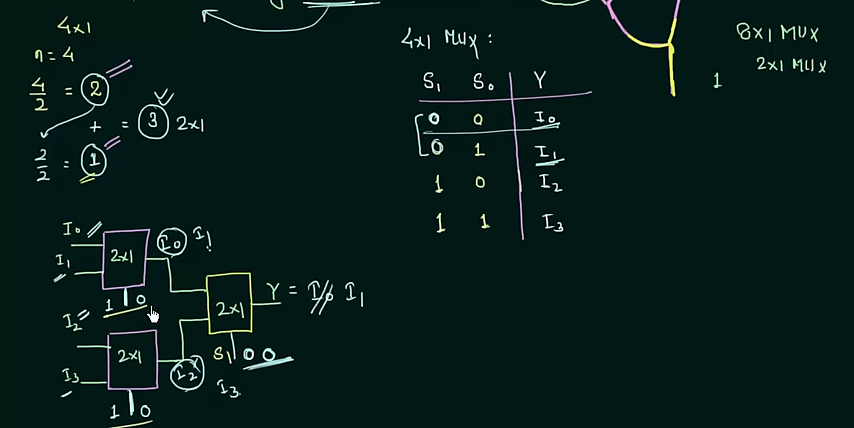 4x1
n = 4
4/2 = 2
+ = 3 2x1
2/2 = 1
4x1 MUX :
S1 S0 Y
0 0 I0
0 1 I1
1 0 I2
1 1 I3
8x1 MUX
2x1 MUX
1
I0
I1
2x1
1 0
I0 I1
I2
I3
2x1
1 0
I2
I3
2x1
S1 0 0
Y = I0 I1